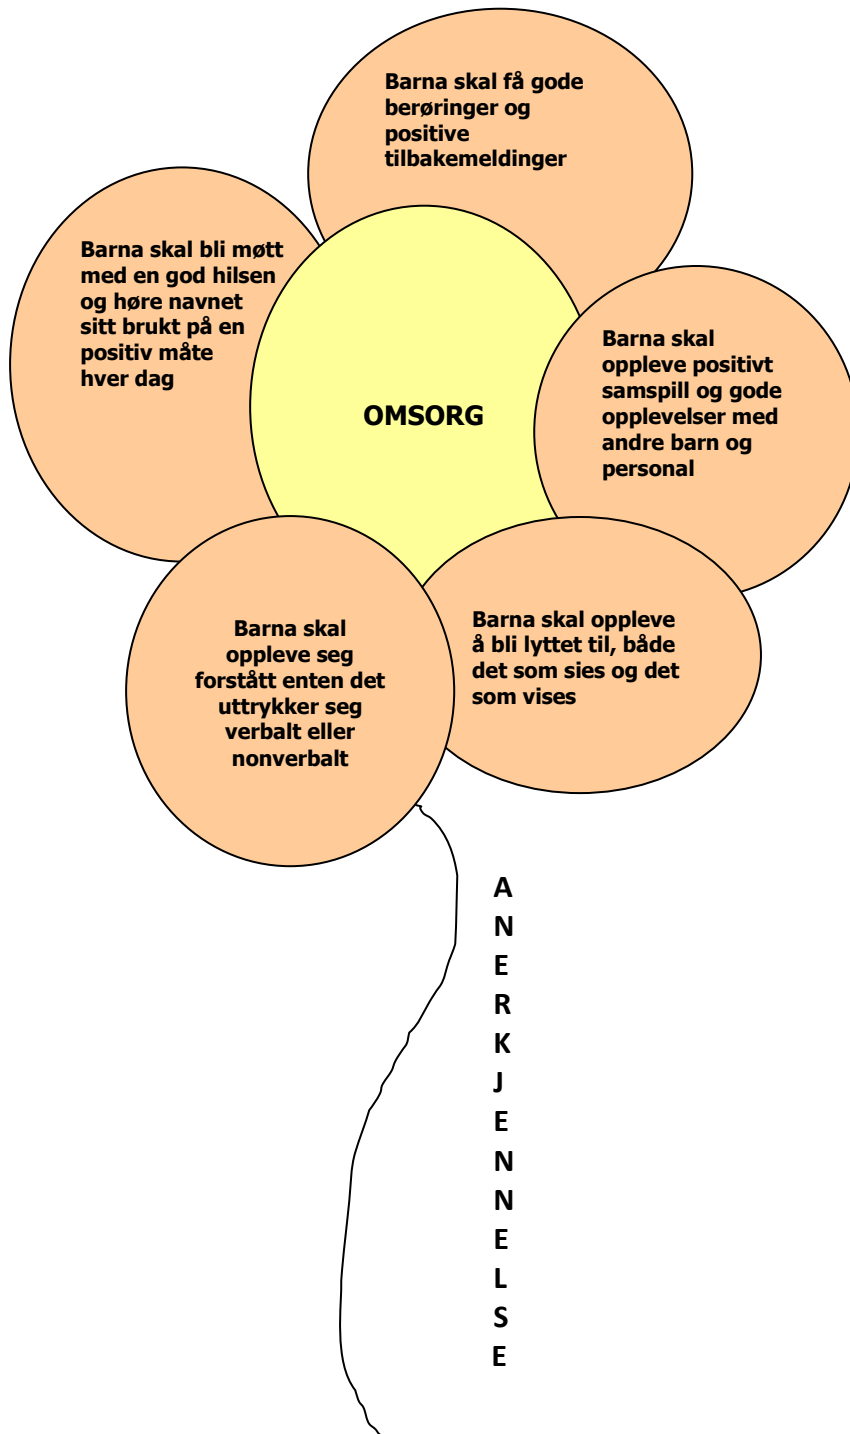 Barna skal få gode
berøringer og
positive
tilbakemeldinger
Barna skal bli møtt
med en god hilsen
og høre navnet
sitt brukt på en
positiv måte
hver dag
Barna skal
oppleve positivt
samspill og gode
opplevelser med
andre barn og
personal
OMSORG
Barna skal oppleve
å bli lyttet til, både
det som sies og det
som vises
Barna skal
oppleve seg
forstått enten det
uttrykker seg
verbalt eller
nonverbalt
A
N
E
R
K
J
E
N
N
E
L
S
E